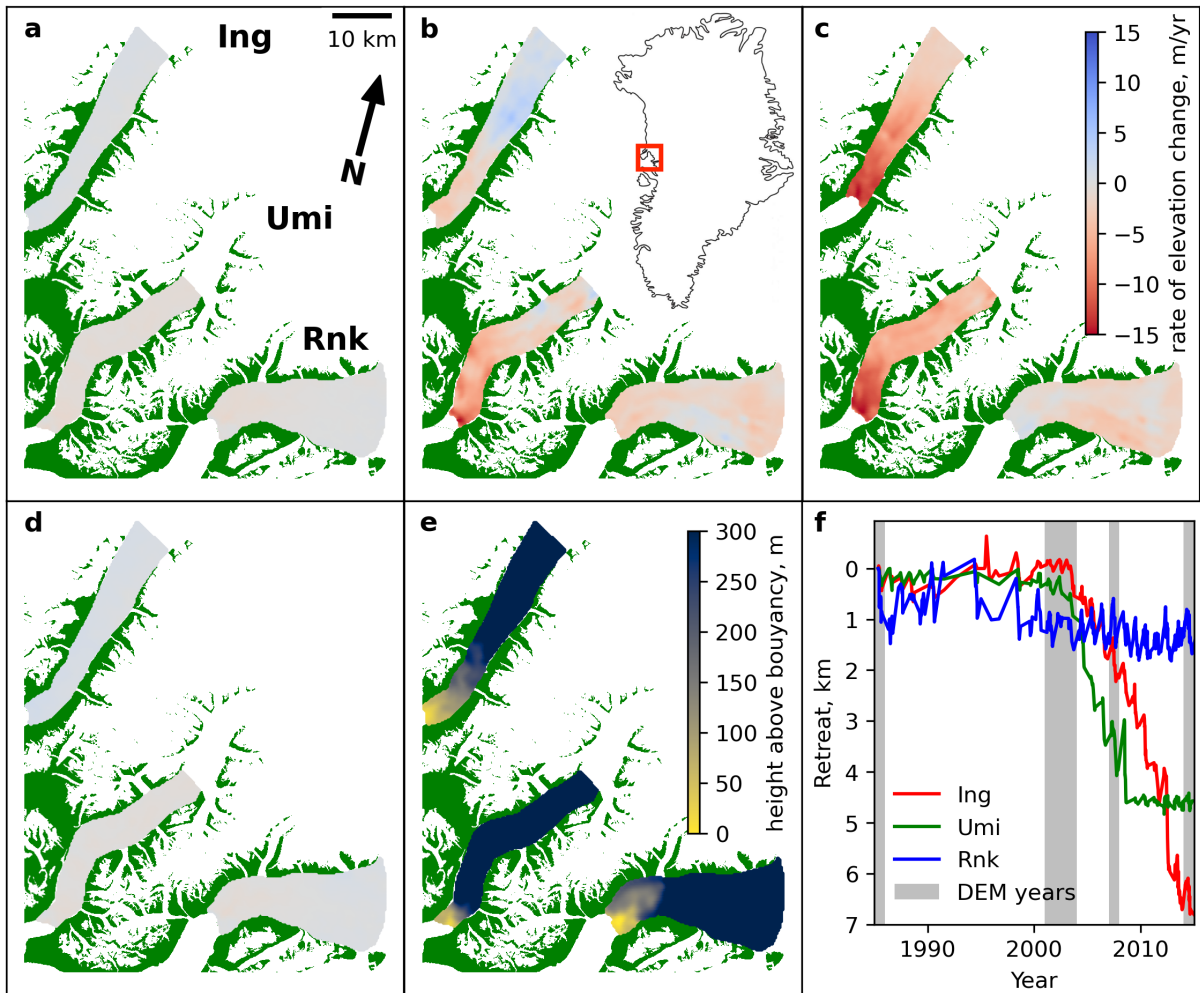 a
Ing
10 km
N
Umi
Rnk
b
c
15
10
5
0
−5
−10
−15
rate of elevation change, m/yr
d
e
300
250
200
150
100
50
0
height above bouyancy, m
f
0
1
2
3
4
5
6
7
Retreat, km
Ing
Umi
Rnk
DEM years
1990
2000
2010
Year